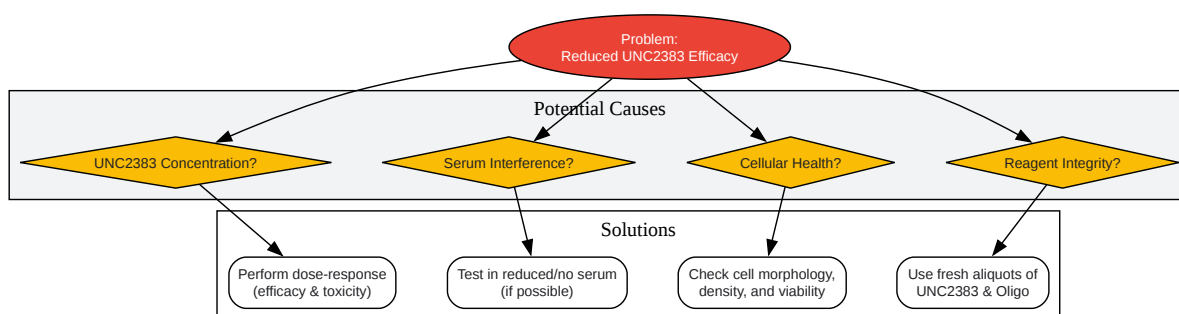 Problem:
Reduced UNC2383 Efficacy
Potential Causes
UNC2383 Concentration?
Serum Interference?
Cellular Health?
Reagent Integrity?
Solutions
Perform dose-response
(efficacy & toxicity)
Test in reduced/no serum
(if possible)
Check cell morphology,
density, and viability
Use fresh aliquots of
UNC2383 & Oligo